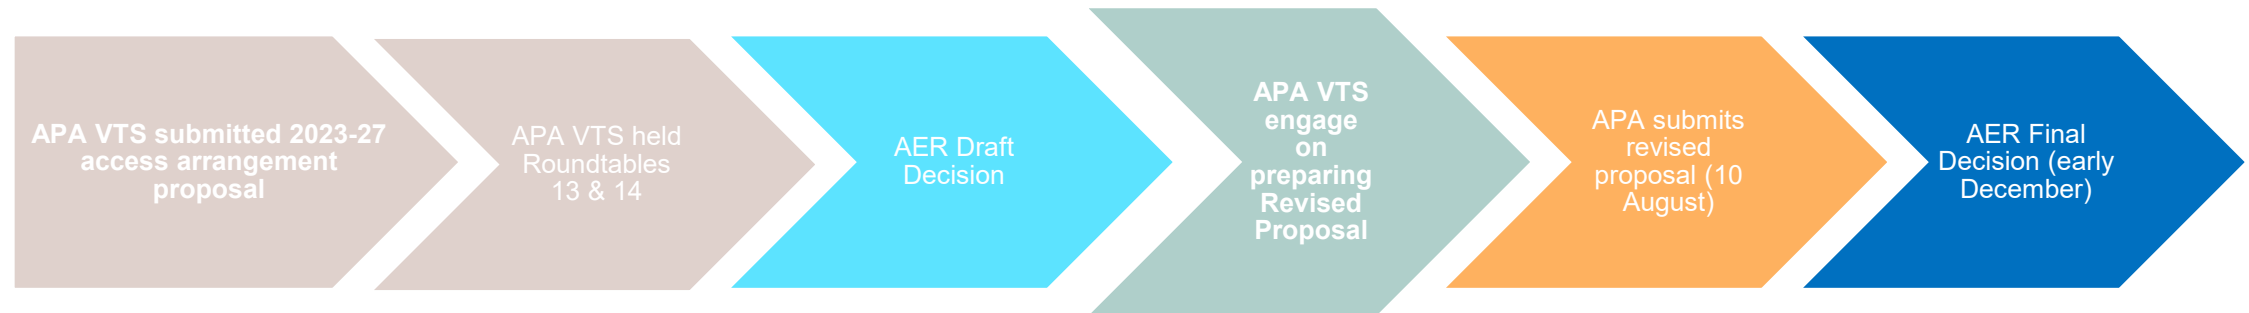 APA VTS submitted 2023-27
access arrangement
proposal
APA VTS held
Roundtables
13 & 14
AER Draft
Decision
APA VTS
engage
on
preparing
Revised
Proposal
APA submits
revised
proposal (10
August)
AER Final
Decision (early
December)